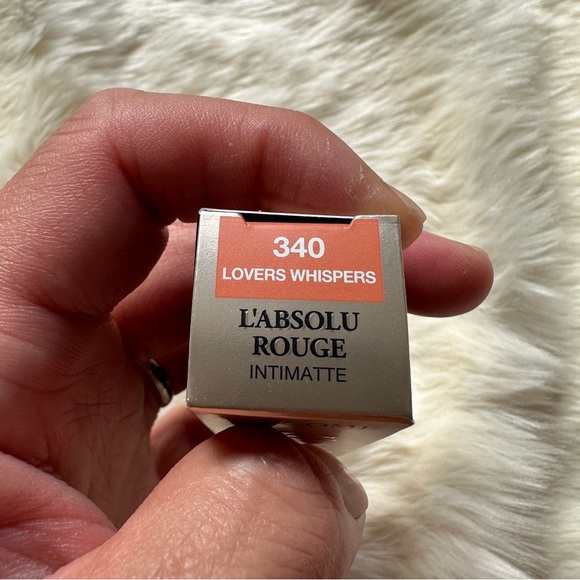 340
LOVERS WHISPERS
L'ABSOLU
ROUGE
INTIMATTE